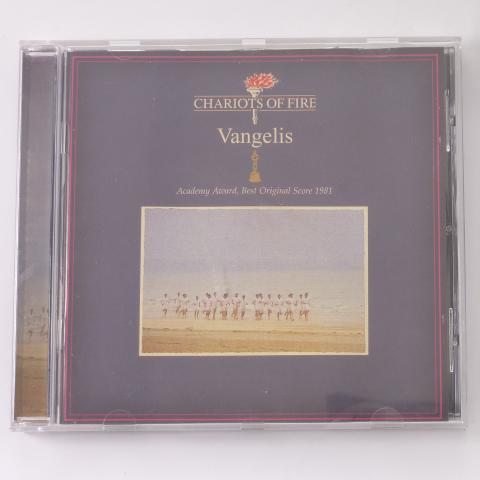 CHARIOTS OF FIRE
Vangelis
Academy Award, Best Original Score 1981